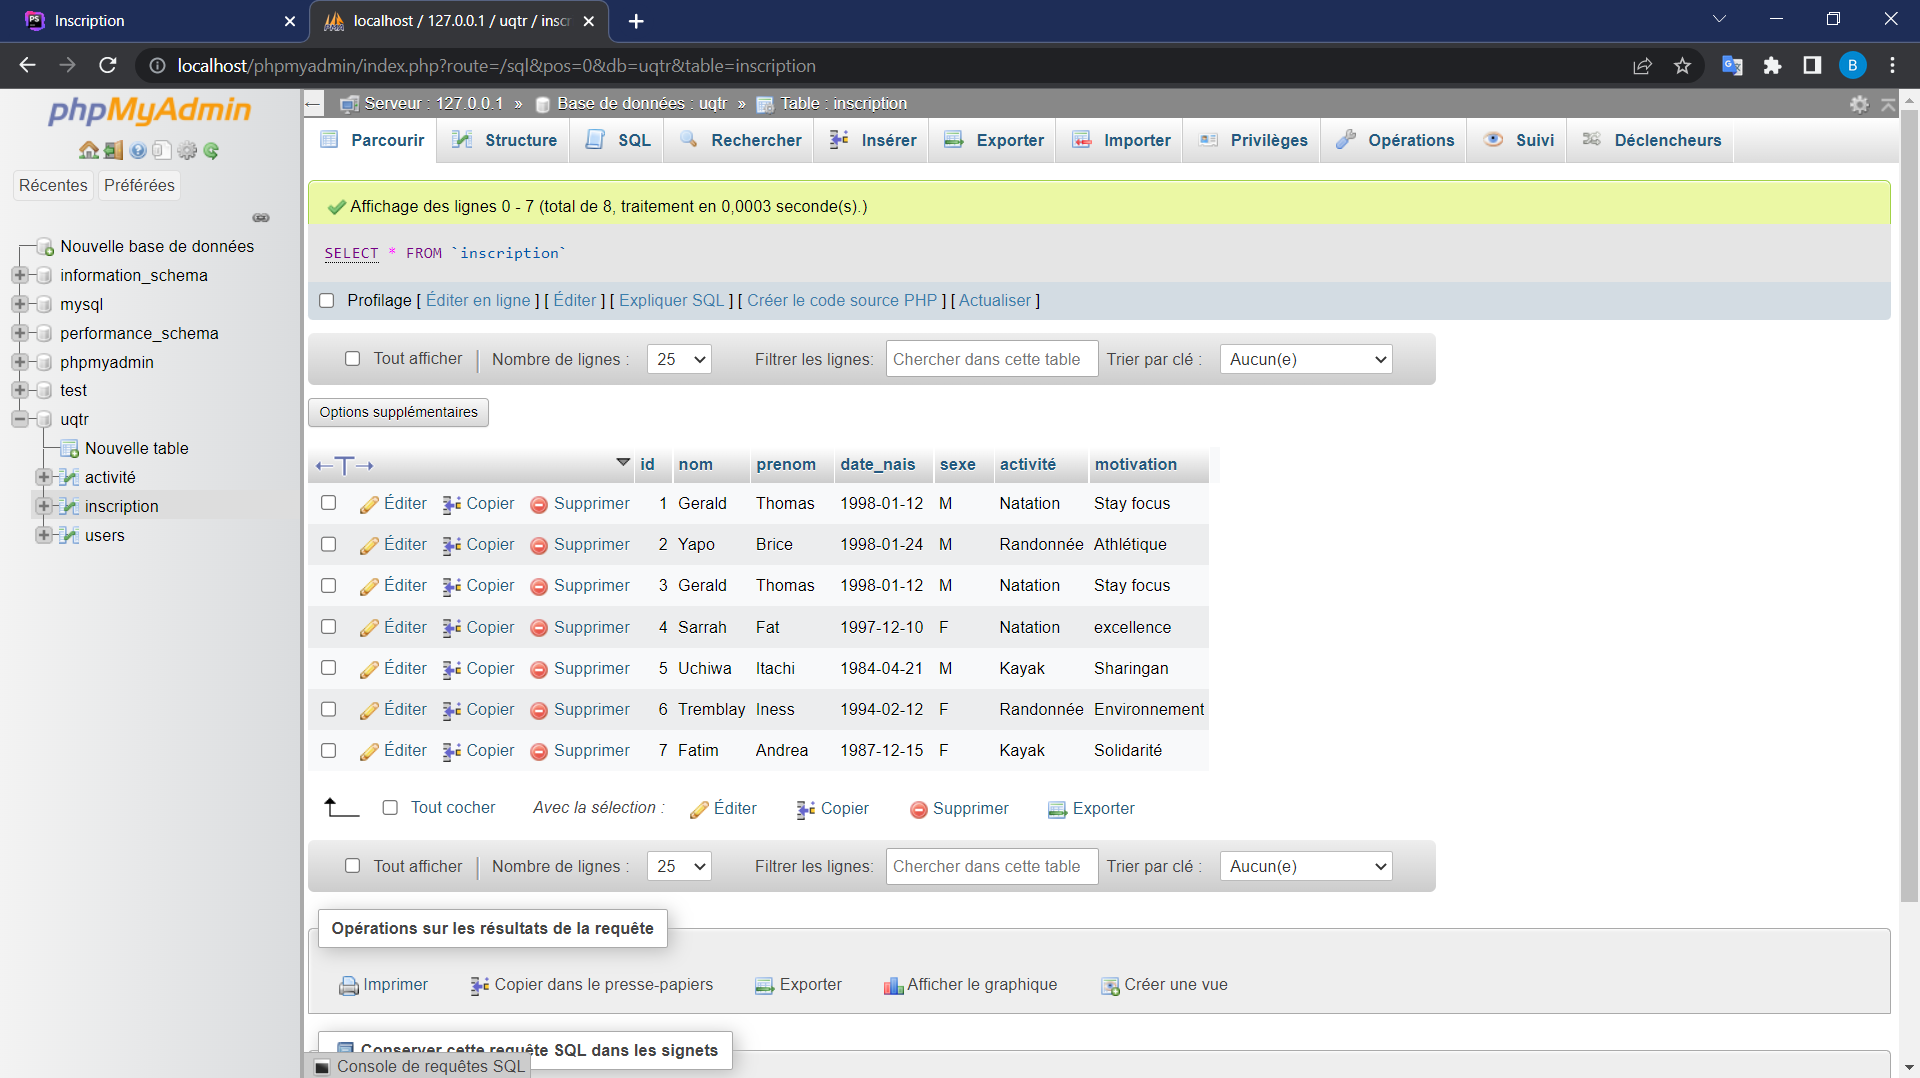 Inscription
localhost / 127.0.0.1 / uqtr / inscr
localhost/phpmyadmin/index.php?route=/sql&pos=0&db=uqtr&table=inscription
B
phpMyAdmin
Récentes Préférées
Nouvelle base de données
information_schema
mysql
performance_schema
phpmyadmin
test
uqtr
Nouvelle table
activité
inscription
users
Serveur : 127.0.0.1 » Base de données : uqtr » Table : inscription
Parcourir Structure SQL Rechercher Insérer Exporter Importer Privilèges Opérations Suivi Déclencheurs
Affichage des lignes 0 - 7 (total de 8, traitement en 0,0003 seconde(s).)
SELECT * FROM `inscription`
Profilage [ Éditer en ligne ] [ Éditer ] [ Expliquer SQL ] [ Créer le code source PHP ] [ Actualiser ]
Tout afficher | Nombre de lignes : 25 Filtrer les lignes: Chercher dans cette table Trier par clé : Aucun(e)
Options supplémentaires
←T→ id nom prenom date_nais sexe activité motivation
Éditer Copier Supprimer 1 Gerald Thomas 1998-01-12 M Natation Stay focus
Éditer Copier Supprimer 2 Yapo Brice 1998-01-24 M Randonnée Athlétique
Éditer Copier Supprimer 3 Gerald Thomas 1998-01-12 M Natation Stay focus
Éditer Copier Supprimer 4 Sarrah Fat 1997-12-10 F Natation excellence
Éditer Copier Supprimer 5 Uchiwa Itachi 1984-04-21 M Kayak Sharingan
Éditer Copier Supprimer 6 Tremblay Iness 1994-02-12 F Randonnée Environnement
Éditer Copier Supprimer 7 Fatim Andrea 1987-12-15 F Kayak Solidarité
Tout cocher Avec la sélection : Éditer Copier Supprimer Exporter
Tout afficher | Nombre de lignes : 25 Filtrer les lignes: Chercher dans cette table Trier par clé : Aucun(e)
Opérations sur les résultats de la requête
Imprimer Copier dans le presse-papiers Exporter Afficher le graphique Créer une vue
Conserver cette requête SQL dans les signets
Console de requêtes SQL